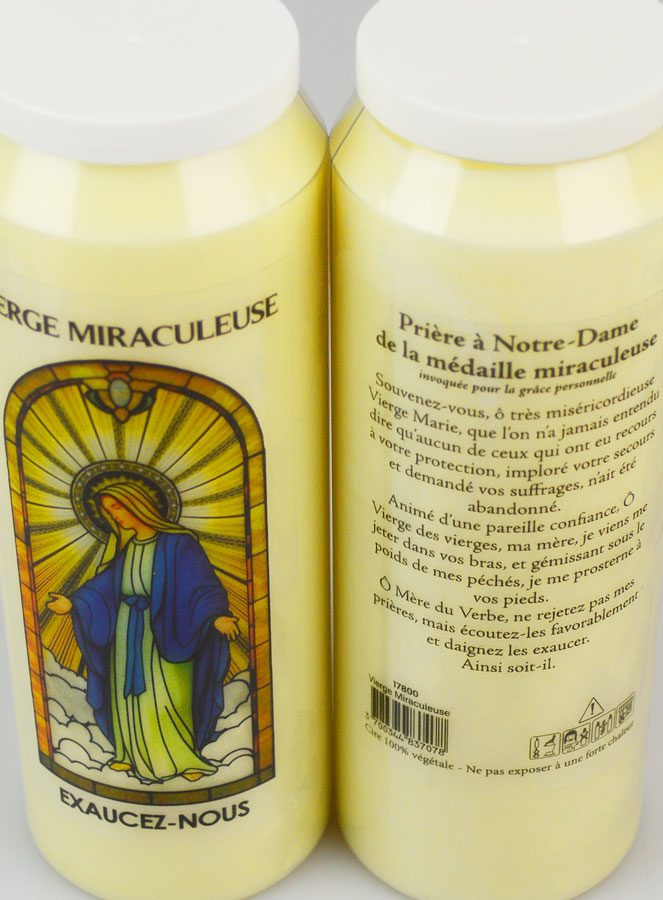 ERGE MIRACULEUSE
EXAUCEZ-NOUS
Prière à Notre-Dame
de la médaille miraculeuse
invoquée pour la grâce personnelle
Souvenez-vous, ô très miséricordieuse
Vierge Marie, que l'on n'a jamais entendu
dire qu'aucun de ceux qui ont eu recours
à votre protection, imploré votre secours
et demandé vos suffrages, n'ait été
abandonné.
Animé d'une pareille confiance, Ô
Vierge des vierges, ma mère, je viens me
jeter dans vos bras, et gémissant sous le
poids de mes péchés, je me prosterne à
vos pieds.
Ô Mère du Verbe, ne rejetez pas mes
prières, mais écoutez-les favorablement
et daignez les exaucer.
Ainsi soit-il.
17800
Vierge Miraculeuse
3 700344 837078
Cire 100% végétale - Ne pas exposer à une forte chaleur